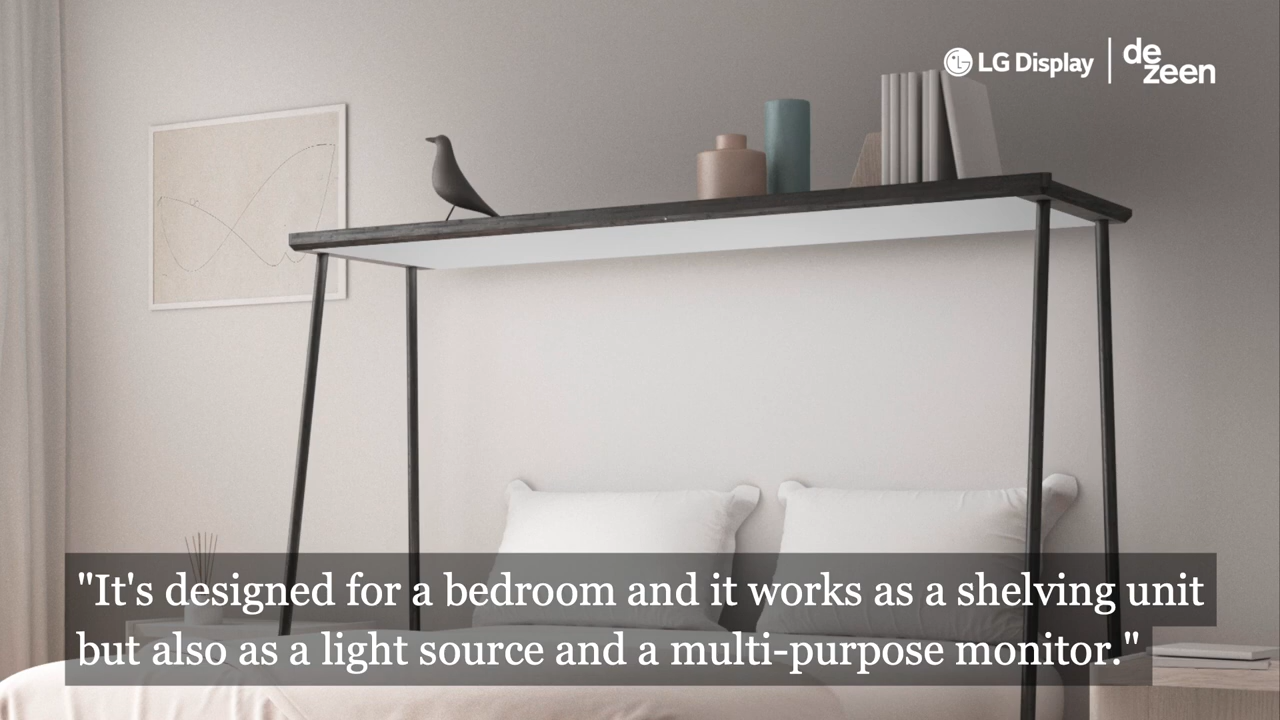 LG Display
de
zeen
"It's designed for a bedroom and it works as a shelving unit
but also as a light source and a multi-purpose monitor."